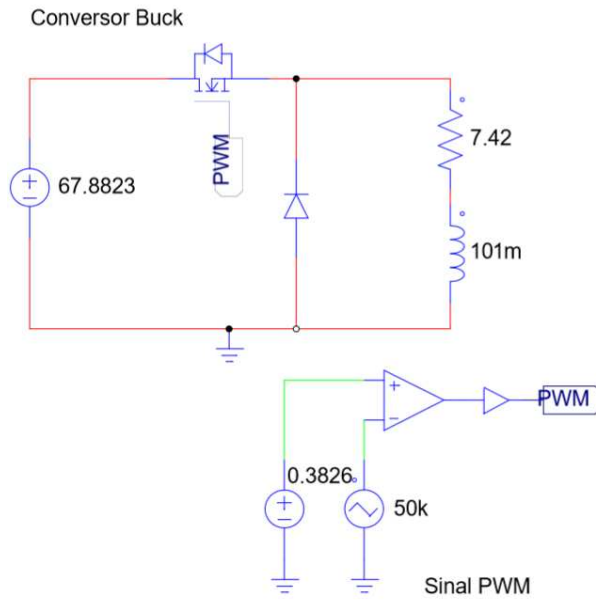 Conversor Buck
PWM
67.8823
7.42
101m
PWM
0.3826
50k
Sinal PWM